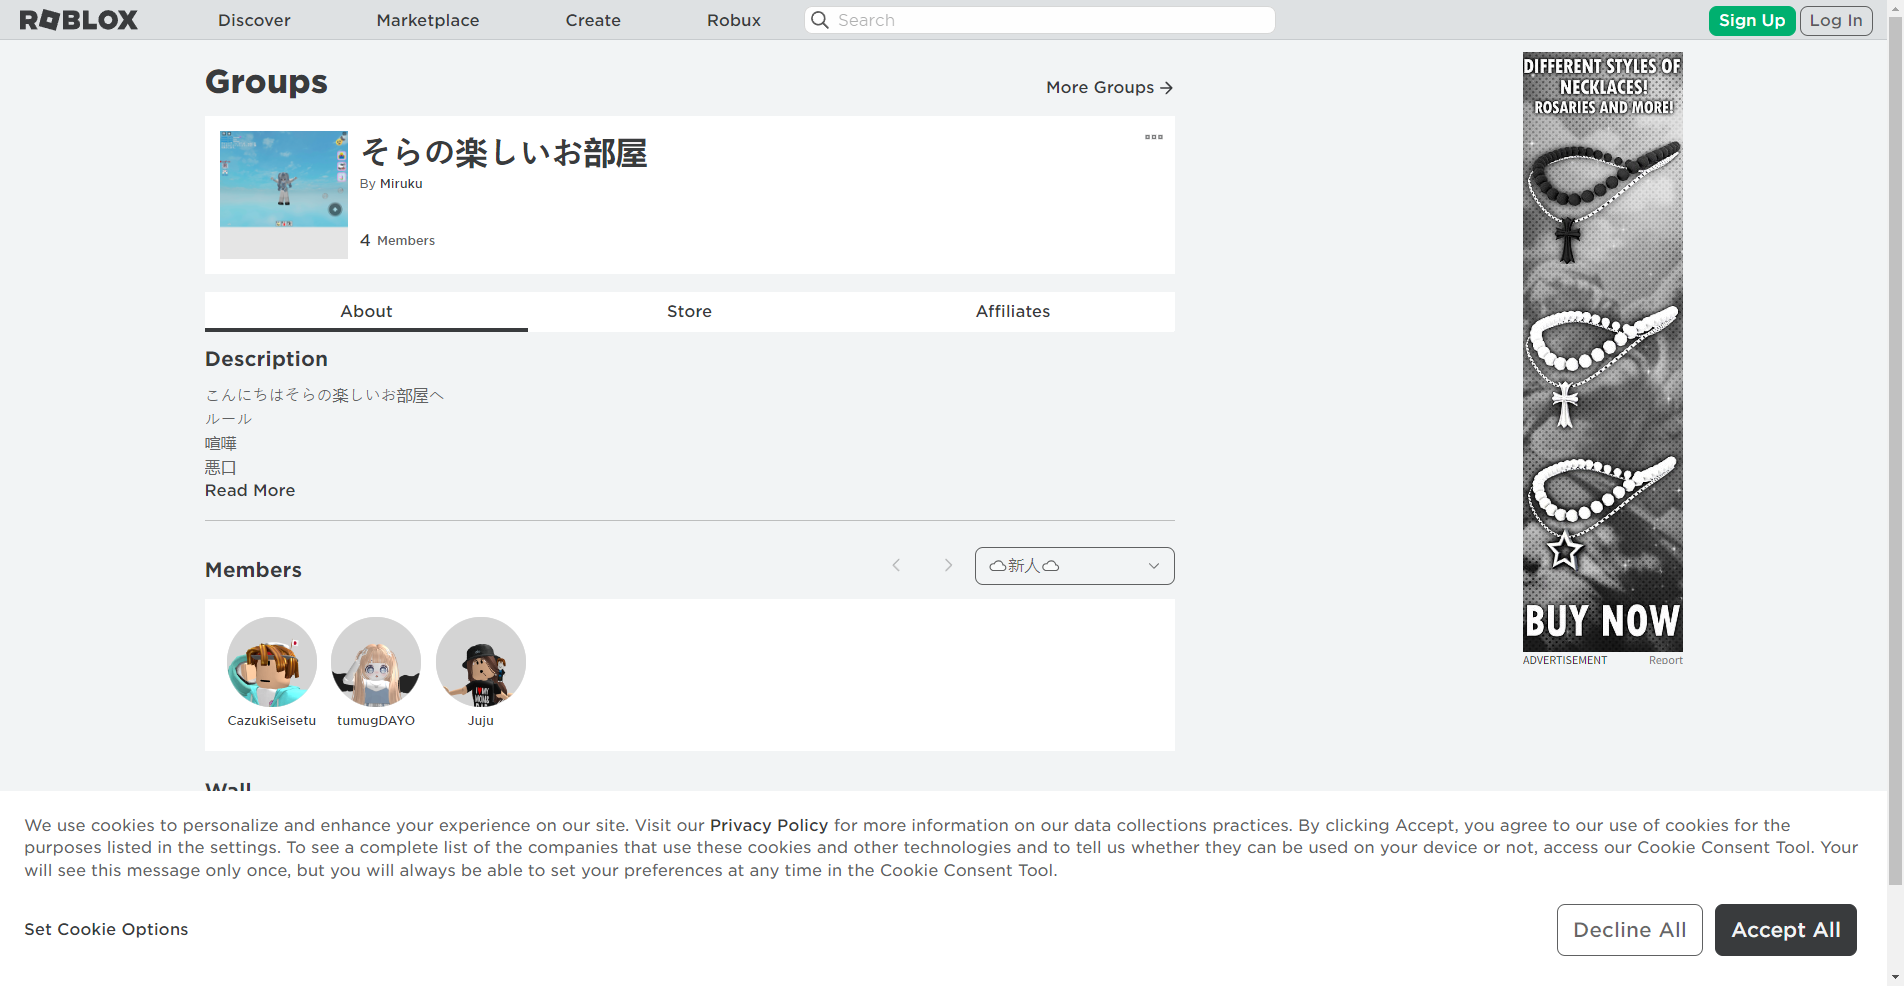 ROBLOX
Discover
Marketplace
Create
Robux
Search
Sign Up
Log In
Groups
More Groups →
そらの楽しいお部屋
By Miruku
4 Members
About
Store
Affiliates
Description
こんにちはそらの楽しいお部屋へ
ルール
喧嘩
悪口
Read More
Members
新人
CazukiSeisetu
tumugDAYO
Juju
Wall
DIFFERENT STYLES OF
NECKLACES!
ROSARIES AND MORE!
BUY NOW
ADVERTISEMENT
Report
We use cookies to personalize and enhance your experience on our site. Visit our Privacy Policy for more information on our data collections practices. By clicking Accept, you agree to our use of cookies for the
purposes listed in the settings. To see a complete list of the companies that use these cookies and other technologies and to tell us whether they can be used on your device or not, access our Cookie Consent Tool. Your
will see this message only once, but you will always be able to set your preferences at any time in the Cookie Consent Tool.
Set Cookie Options
Decline All
Accept All